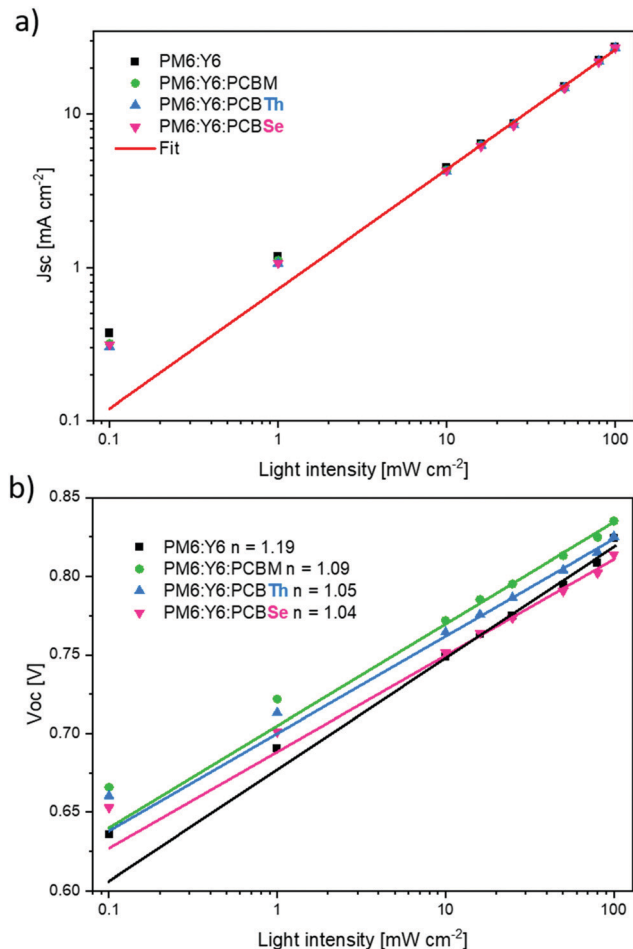 a)
PM6:Y6
PM6:Y6:PCBM
PM6:Y6:PCBTh
PM6:Y6:PCBSe
Fit
Jsc [mA cm⁻²]
10
1
0.1
0.1 1 10 100
Light intensity [mW cm⁻²]
b)
PM6:Y6 n = 1.19
PM6:Y6:PCBM n = 1.09
PM6:Y6:PCBTh n = 1.05
PM6:Y6:PCBSe n = 1.04
Voc [V]
0.85
0.80
0.75
0.70
0.65
0.60
0.1 1 10 100
Light intensity [mW cm⁻²]